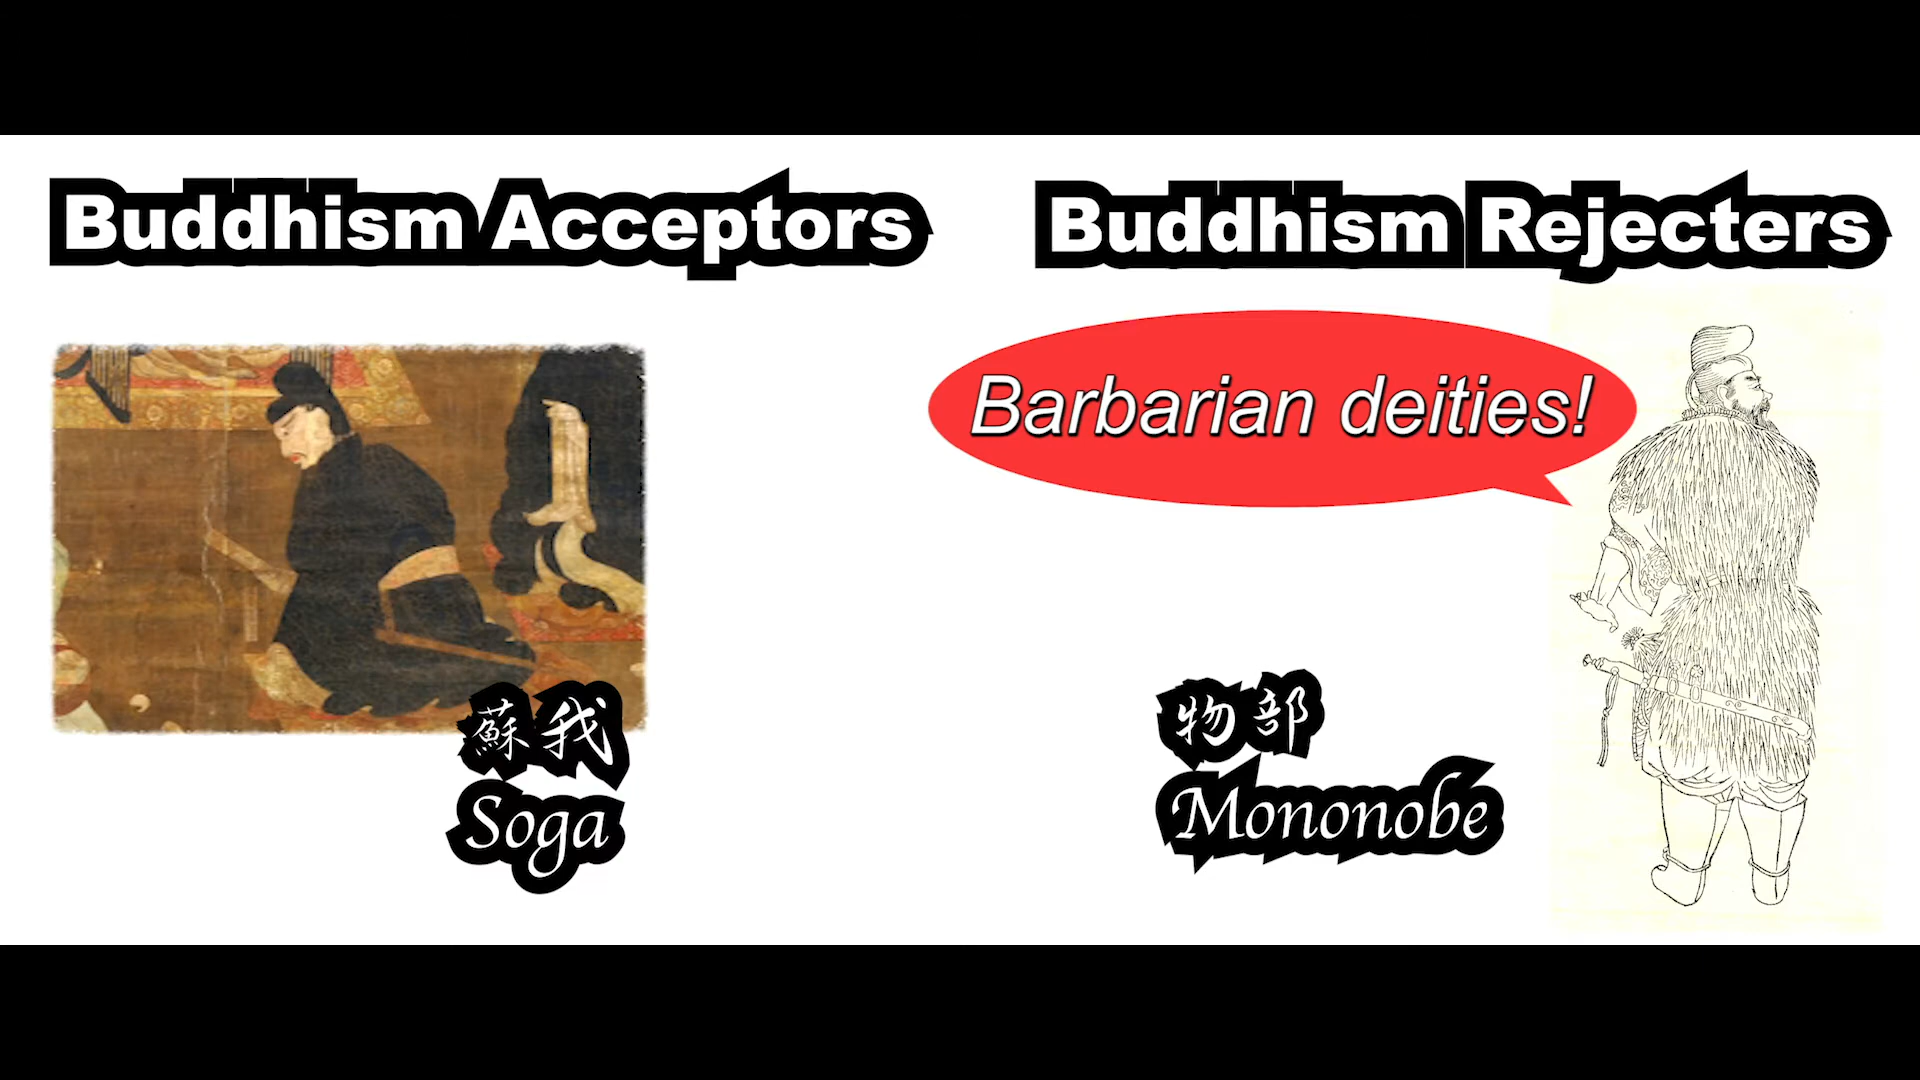 Buddhism Acceptors
Buddhism Rejecters
Barbarian deities!
蘇我
Soga
物部
Mononobe